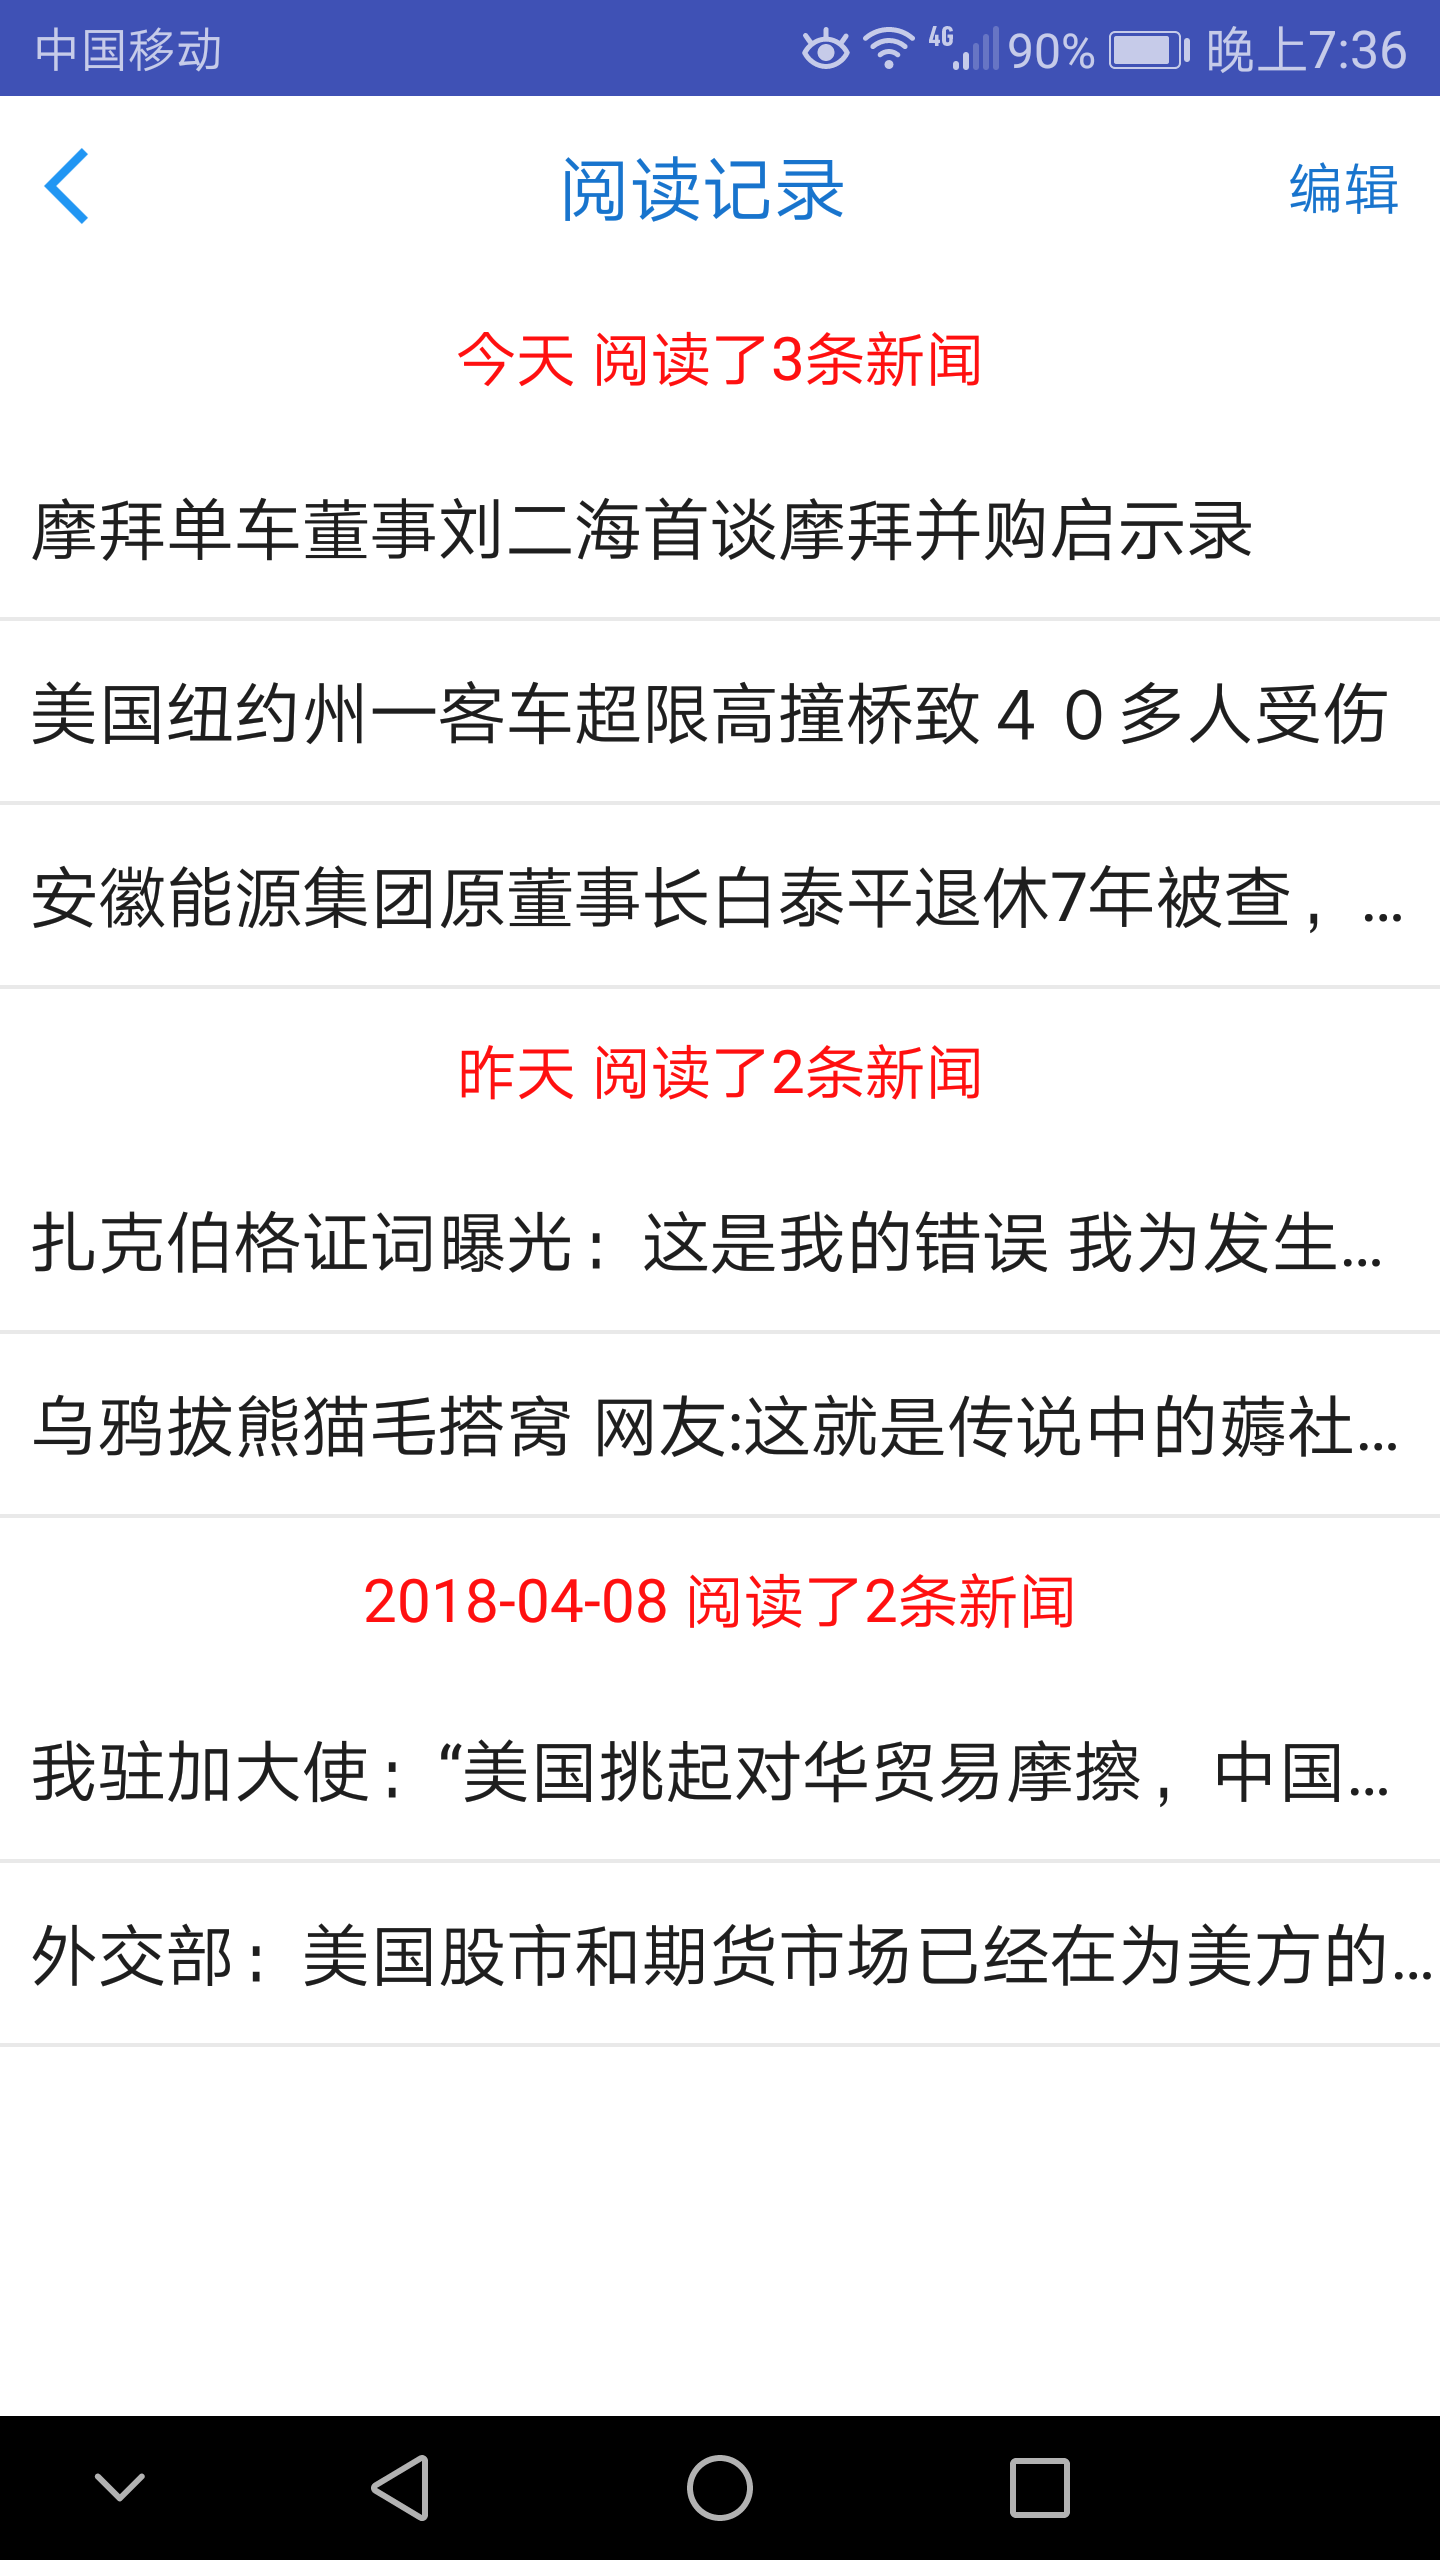 中国移动 4G 90% 晚上7:36
阅读记录 编辑
今天 阅读了3条新闻
摩拜单车董事刘二海首谈摩拜并购启示录
美国纽约州一客车超限高撞桥致４０多人受伤
安徽能源集团原董事长白泰平退休7年被查，...
昨天 阅读了2条新闻
扎克伯格证词曝光：这是我的错误 我为发生...
乌鸦拔熊猫毛搭窝 网友:这就是传说中的薅社...
2018-04-08 阅读了2条新闻
我驻加大使：“美国挑起对华贸易摩擦，中国...
外交部：美国股市和期货市场已经在为美方的...